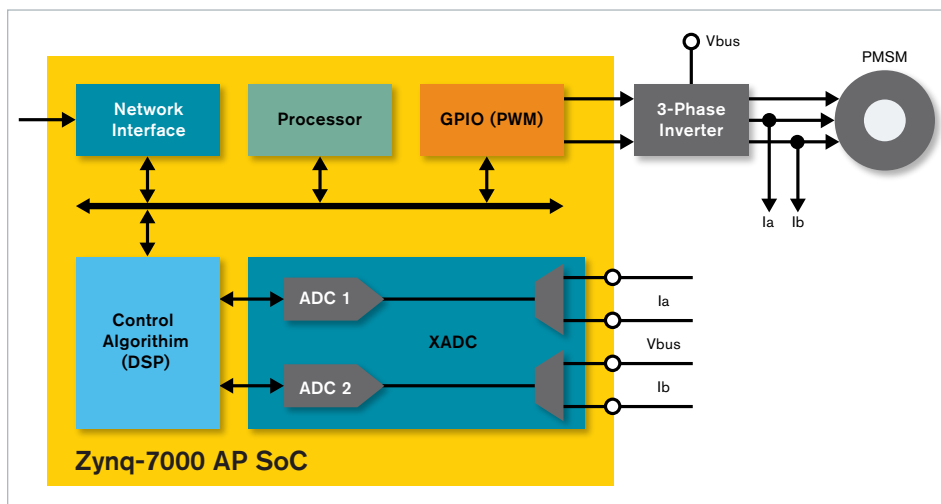 Vbus
PMSM
Network
Interface
Processor
GPIO (PWM)
3-Phase
Inverter
Ia
Ib
Control
Algorithim
(DSP)
ADC 1
XADC
ADC 2
Ia
Vbus
Ib
Zynq-7000 AP SoC